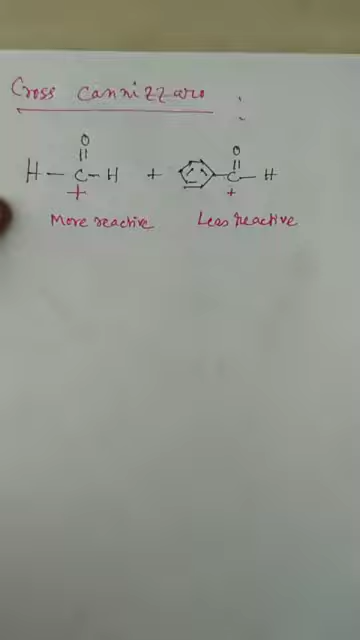 Cross Cannizzaro :
O O
H - C - H + C - H
+ +
More reactive Less reactive